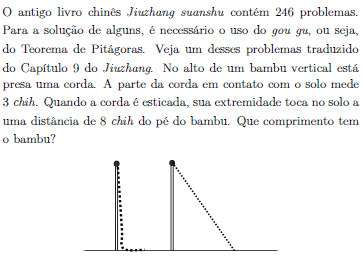 O antigo livro chinês Jiuzhang suanshu contém 246 problemas.
Para a solução de alguns, é necessário o uso do gou gu, ou seja,
do Teorema de Pitágoras. Veja um desses problemas traduzido
do Capítulo 9 do Jiuzhang. No alto de um bambu vertical está
presa uma corda. A parte da corda em contato com o solo mede
3 chih. Quando a corda é esticada, sua extremidade toca no solo a
uma distância de 8 chih do pé do bambu. Que comprimento tem
o bambu?